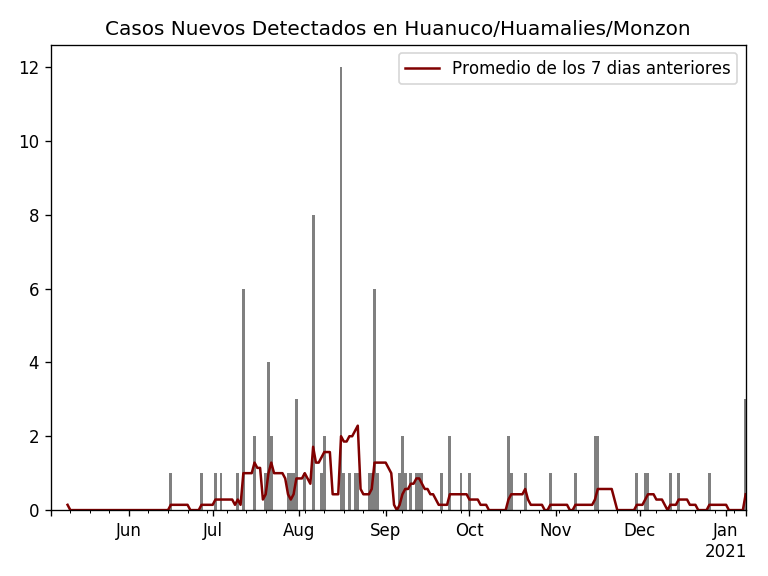 Casos Nuevos Detectados en Huanuco/Huamalies/Monzon
Promedio de los 7 dias anteriores
12
10
8
6
4
2
0
Jun Jul Aug Sep Oct Nov Dec Jan
2021